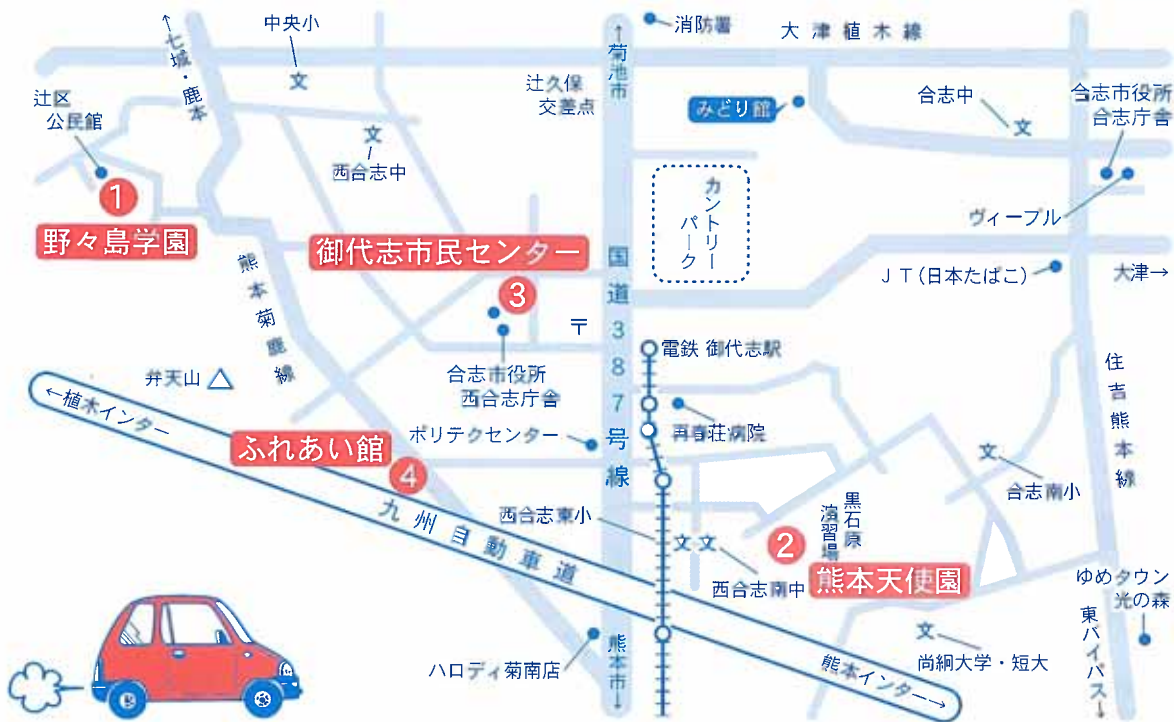 ←七城・鹿本
中央小
文
辻区
公民館
文
西合志中
↑菊池市
消防署
大津植木線
辻久保
交差点
みどり館
合志中
文
合志市役所
合志庁舎
1
野々島学園
カントリー
パーク
ヴィーブル
御代志市民センター
3
熊本菊鹿線
国道387号線
JT(日本たばこ)
大津→
〒
電鉄 御代志駅
合志市役所
西合志庁舎
弁天山
←植木インター
住吉熊本線
再春荘病院
ポリテクセンター
ふれあい館
4
文
合志南小
九州自動車道
西合志東小
文 文
西合志南中
2
黒石原
演習場
熊本天使園
ゆめタウン
光の森
東バイパス→
文
尚絅大学・短大
ハロディ菊南店
熊本市→
熊本インター→